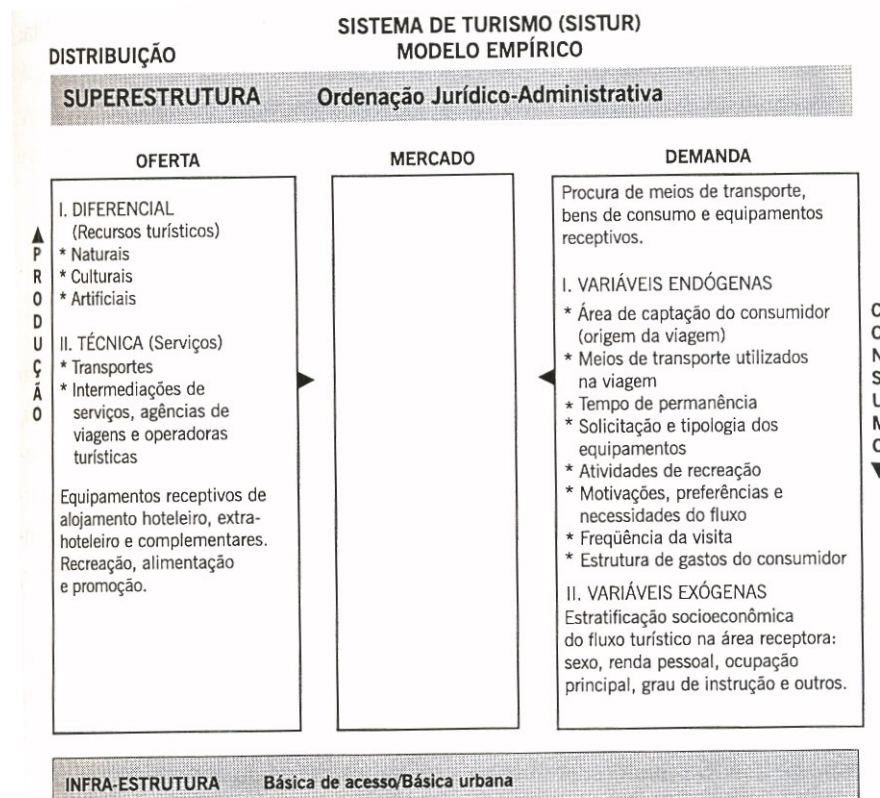 SISTEMA DE TURISMO (SISTUR)
MODELO EMPÍRICO
DISTRIBUIÇÃO
SUPERESTRUTURA Ordenação Jurídico-Administrativa
OFERTA
MERCADO
DEMANDA
PRODUÇÃO
I. DIFERENCIAL
(Recursos turísticos)
* Naturais
* Culturais
* Artificiais
II. TÉCNICA (Serviços)
* Transportes
* Intermediações de
serviços, agências de
viagens e operadoras
turísticas
Equipamentos receptivos de
alojamento hoteleiro, extra-
hoteleiro e complementares.
Recreação, alimentação
e promoção.
Procura de meios de transporte,
bens de consumo e equipamentos
receptivos.
I. VARIÁVEIS ENDÓGENAS
* Área de captação do consumidor
(origem da viagem)
* Meios de transporte utilizados
na viagem
* Tempo de permanência
* Solicitação e tipologia dos
equipamentos
* Atividades de recreação
* Motivações, preferências e
necessidades do fluxo
* Freqüência da visita
* Estrutura de gastos do consumidor
II. VARIÁVEIS EXÓGENAS
Estratificação socioeconômica
do fluxo turístico na área receptora:
sexo, renda pessoal, ocupação
principal, grau de instrução e outros.
CONSUMO
INFRA-ESTRUTURA Básica de acesso/Básica urbana